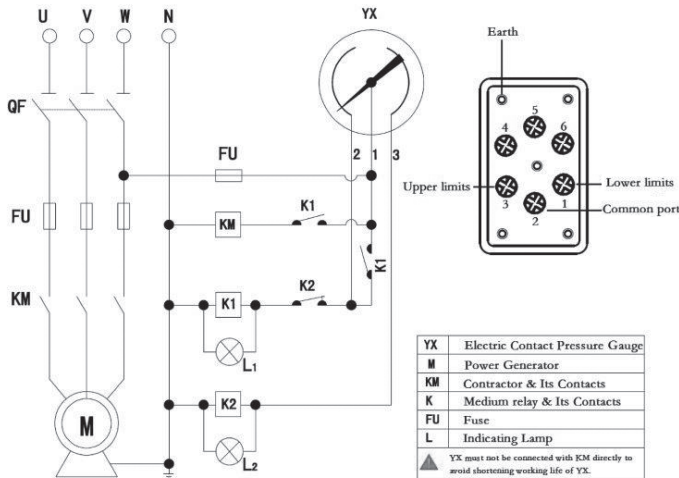 U V W N YX
QF
FU
2 1 3
FU
KM
K1
K1
KM
K1
K2
L1
K2
L2
M
Earth
5
4 6
Upper limits
Lower limits
3 1
Common port
2
YX Electric Contact Pressure Gauge
M Power Generator
KM Contractor & Its Contacts
K Medium relay & Its Contacts
FU Fuse
L Indicating Lamp
YX must not be connected with KM directly to
avoid shortening working life of YX.